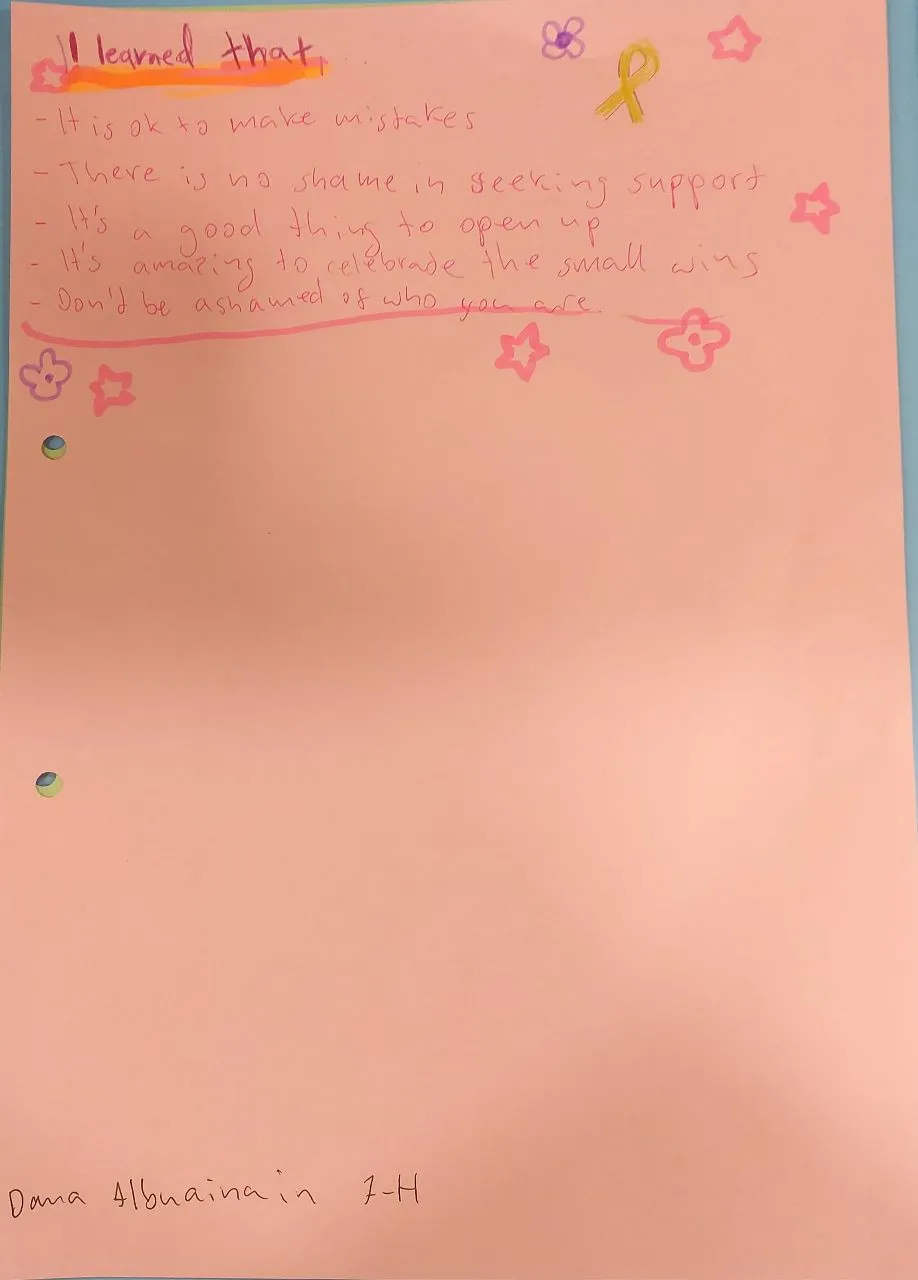 I learned that...
- It is ok to make mistakes
- There is no shame in seeking support
- It's a good thing to open up
- It's amazing to celebrade the small wins
- Don't be ashamed of who you are.
Dana Albuainain 7-H